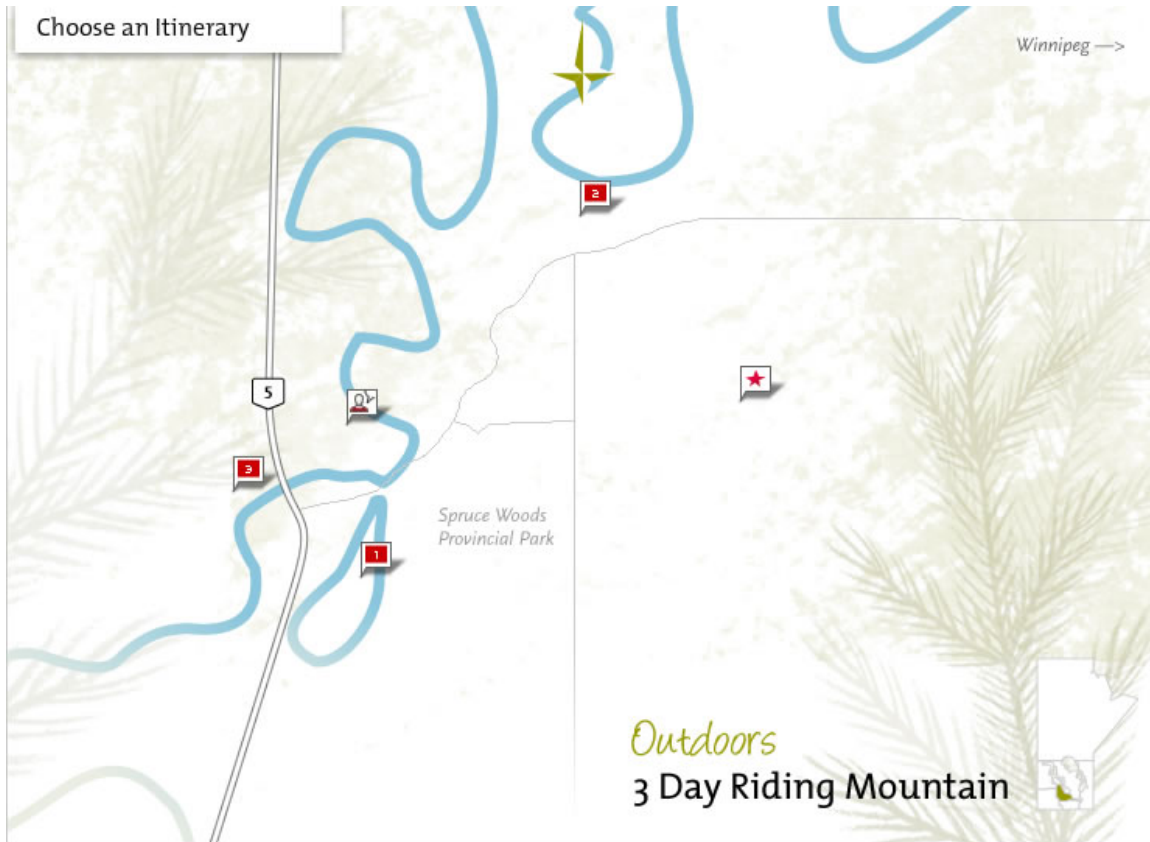 Choose an Itinerary
Winnipeg —>
2
5
3
Spruce Woods
Provincial Park
1
Outdoors
3 Day Riding Mountain